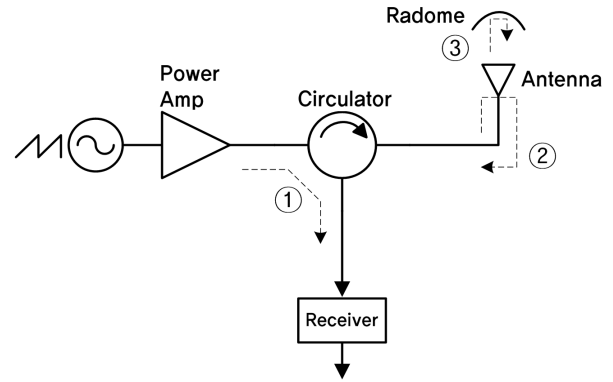 Radome
③
Power
Amp
Circulator
Antenna
②
①
Receiver